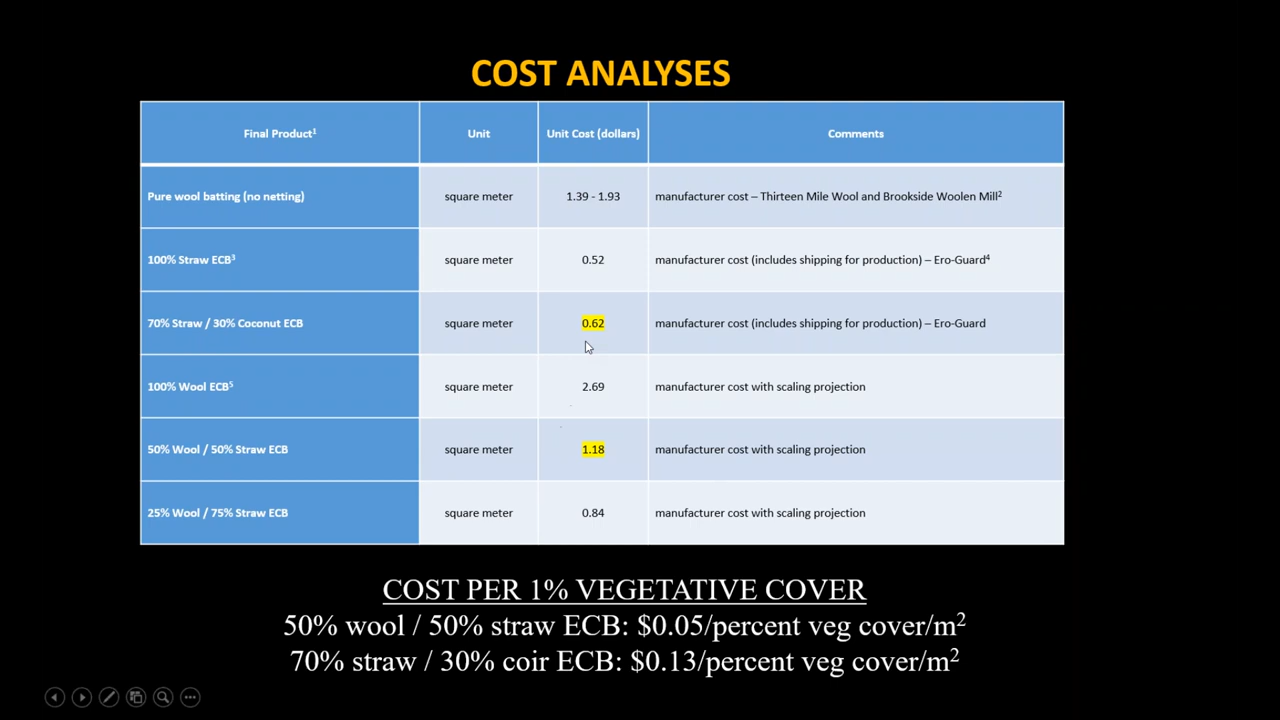 COST ANALYSES
Final Product¹ Unit Unit Cost (dollars) Comments
Pure wool batting (no netting) square meter 1.39 - 1.93 manufacturer cost – Thirteen Mile Wool and Brookside Woolen Mill²
100% Straw ECB³ square meter 0.52 manufacturer cost (includes shipping for production) – Ero-Guard⁴
70% Straw / 30% Coconut ECB square meter 0.62 manufacturer cost (includes shipping for production) – Ero-Guard
100% Wool ECB⁵ square meter 2.69 manufacturer cost with scaling projection
50% Wool / 50% Straw ECB square meter 1.18 manufacturer cost with scaling projection
25% Wool / 75% Straw ECB square meter 0.84 manufacturer cost with scaling projection
COST PER 1% VEGETATIVE COVER
50% wool / 50% straw ECB: $0.05/percent veg cover/m²
70% straw / 30% coir ECB: $0.13/percent veg cover/m²